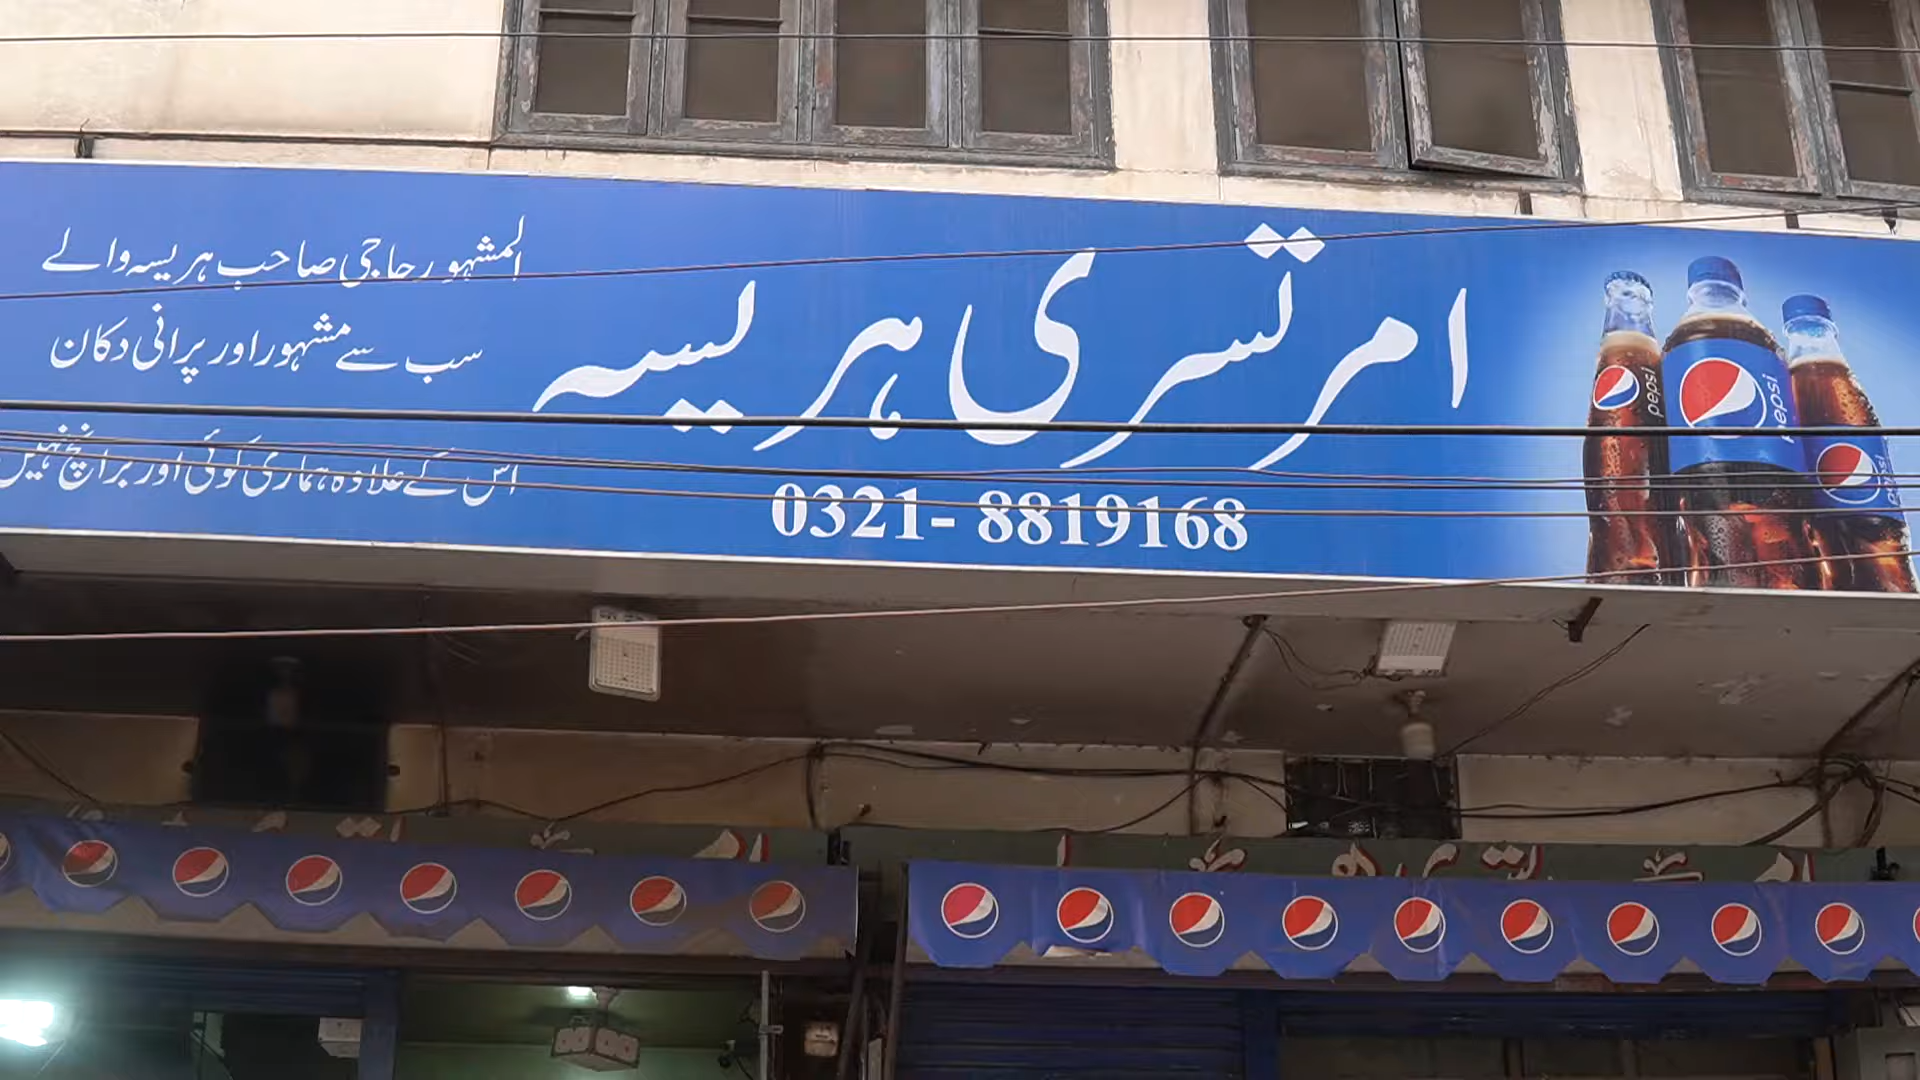 امرتسری ہریسہ
0321- 8819168
المشہور حاجی صاحب ہریسہ والے
سب سے مشہور اور پرانی دکان
اس کے علاوہ ہماری کوئی اور برانچ نہیں
pepsi
pepsi
pepsi